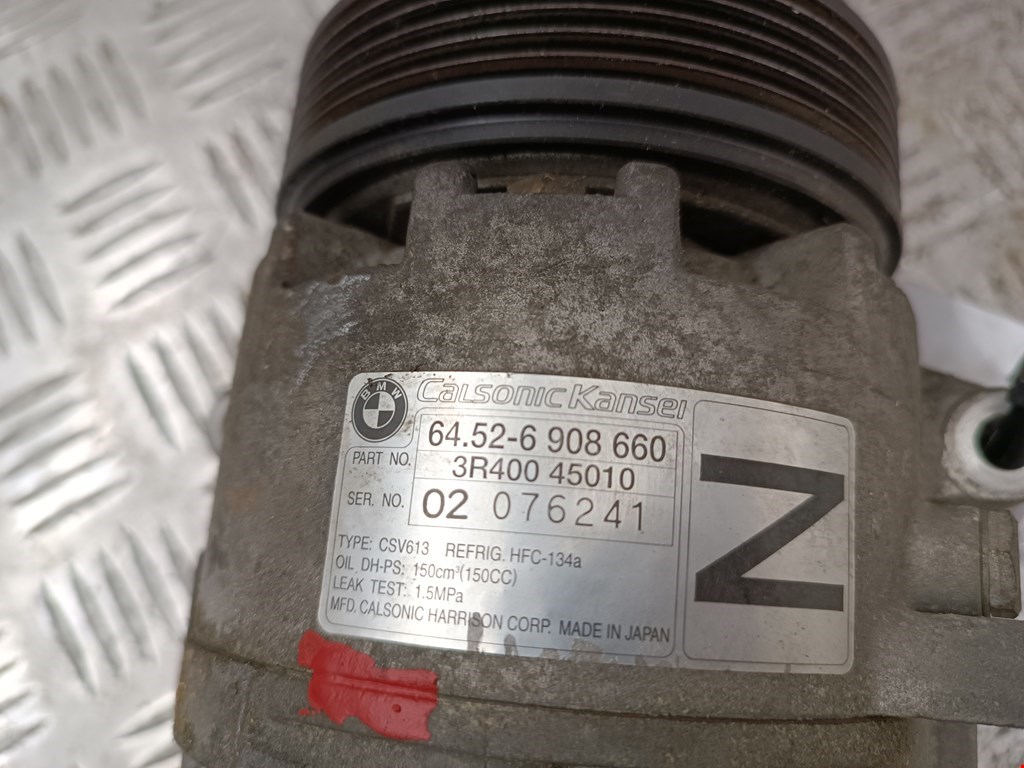 BMW
CALSONIC KANSEI
64.52-6 908 660
PART NO. 3R400 45010
SER. NO. 02 076241
TYPE: CSV613 REFRIG. HFC-134a
OIL DH-PS: 150cm³(150CC)
LEAK TEST: 1.5MPa
MFD. CALSONIC HARRISON CORP. MADE IN JAPAN
Z